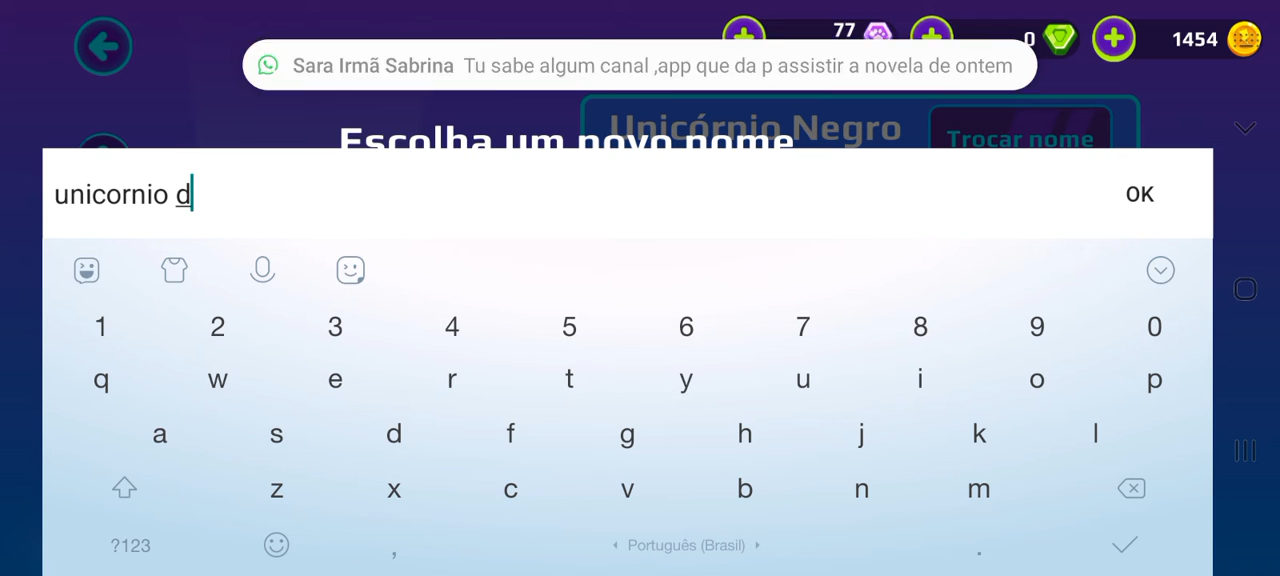 77
0
1454
Sara Irmã Sabrina Tu sabe algum canal ,app que da p assistir a novela de ontem
Unicórnio Negro
Trocar nome
Escolha um novo nome
unicornio d
OK
1 2 3 4 5 6 7 8 9 0
q w e r t y u i o p
a s d f g h j k l
z x c v b n m
?123 , Português (Brasil) .